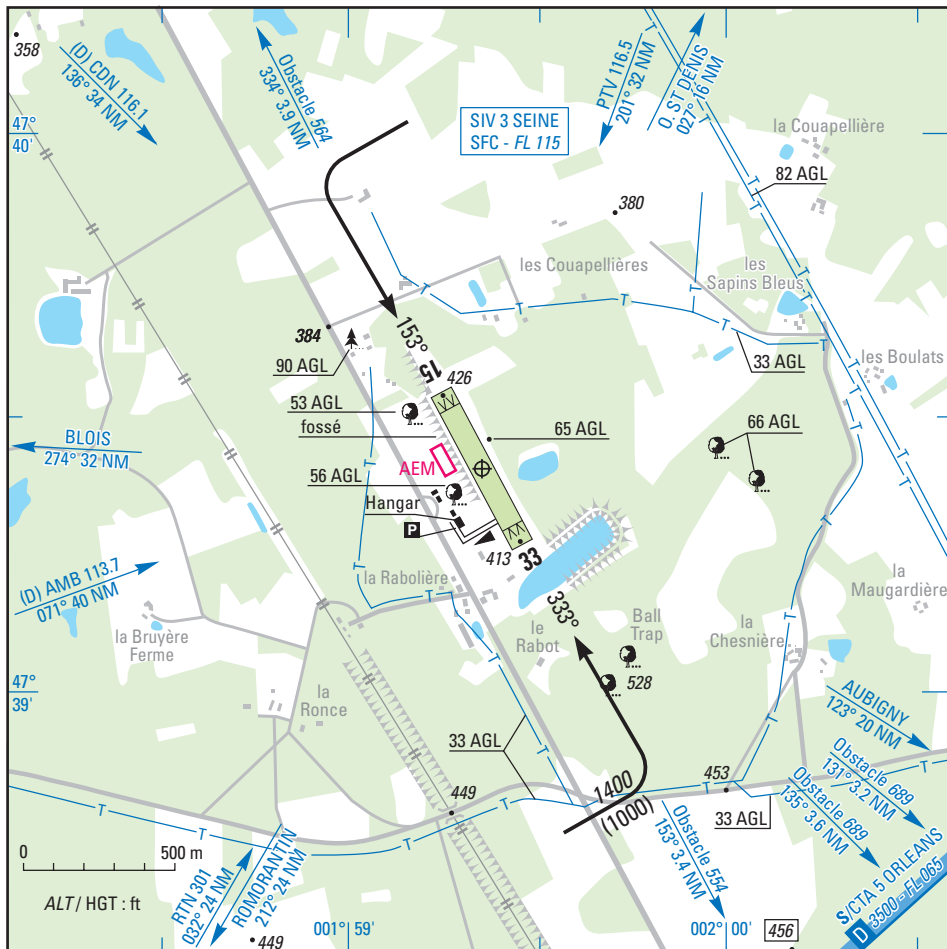 358
(D) CDN 116.1
136° 34 NM
Obstacle 564
334° 3.9 NM
SIV 3 SEINE
SFC - FL 115
PTV 116.5
201° 32 NM
O. ST DENIS
027° 16 NM
la Couapellière
82 AGL
47°
40'
380
les Couapellières
les
Sapins Bleus
384
90 AGL
153°
15
426
33 AGL
les Boulats
53 AGL
fossé
65 AGL
66 AGL
BLOIS
274° 32 NM
AEM
56 AGL
Hangar
P
413
33
(D) AMB 113.7
071° 40 NM
la Rabolière
333°
la
Maugardière
la Bruyère
Ferme
le
Rabot
Ball
Trap
la
Chesnière
528
47°
39'
la
Ronce
AUBIGNY
123° 20 NM
33 AGL
Obstacle 689
131° 3.2 NM
Obstacle 689
135° 3.6 NM
1400
(1000)
453
33 AGL
449
0
500 m
RTN 301
032° 24 NM
ROMORANTIN
212° 24 NM
Obstacle 554
153° 3.4 NM
S/CTA 5 ORLEANS
D 3500 - FL 065
ALT / HGT : ft
449
001° 59'
002° 00'
456
T T T T T T T T T T T T T T T T T T T T T T T T T T T T T T